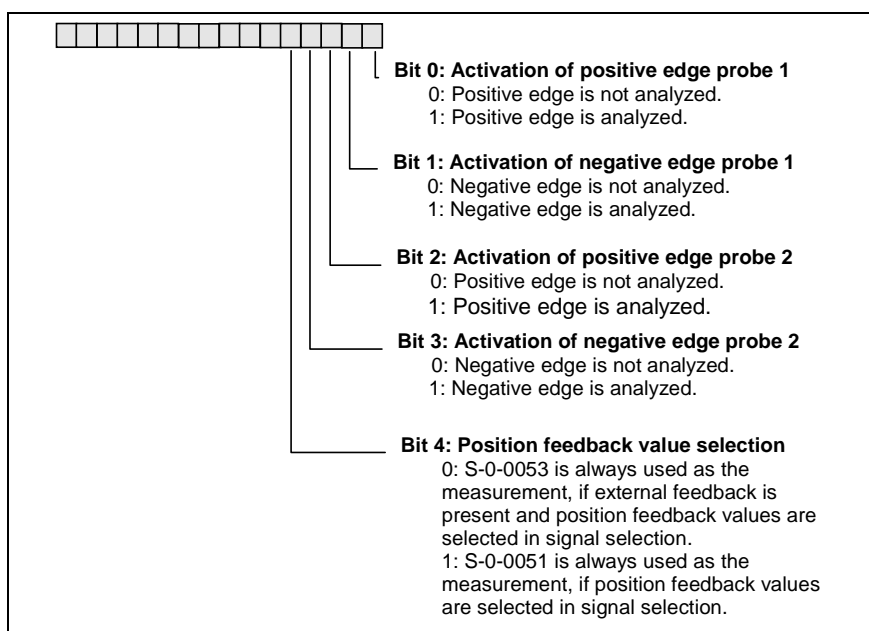 Bit 0: Activation of positive edge probe 1
0: Positive edge is not analyzed.
1: Positive edge is analyzed.
Bit 1: Activation of negative edge probe 1
0: Negative edge is not analyzed.
1: Negative edge is analyzed.
Bit 2: Activation of positive edge probe 2
0: Positive edge is not analyzed.
1: Positive edge is analyzed.
Bit 3: Activation of negative edge probe 2
0: Negative edge is not analyzed.
1: Negative edge is analyzed.
Bit 4: Position feedback value selection
0: S-0-0053 is always used as the
measurement, if external feedback is
present and position feedback values are
selected in signal selection.
1: S-0-0051 is always used as the
measurement, if position feedback values
are selected in signal selection.